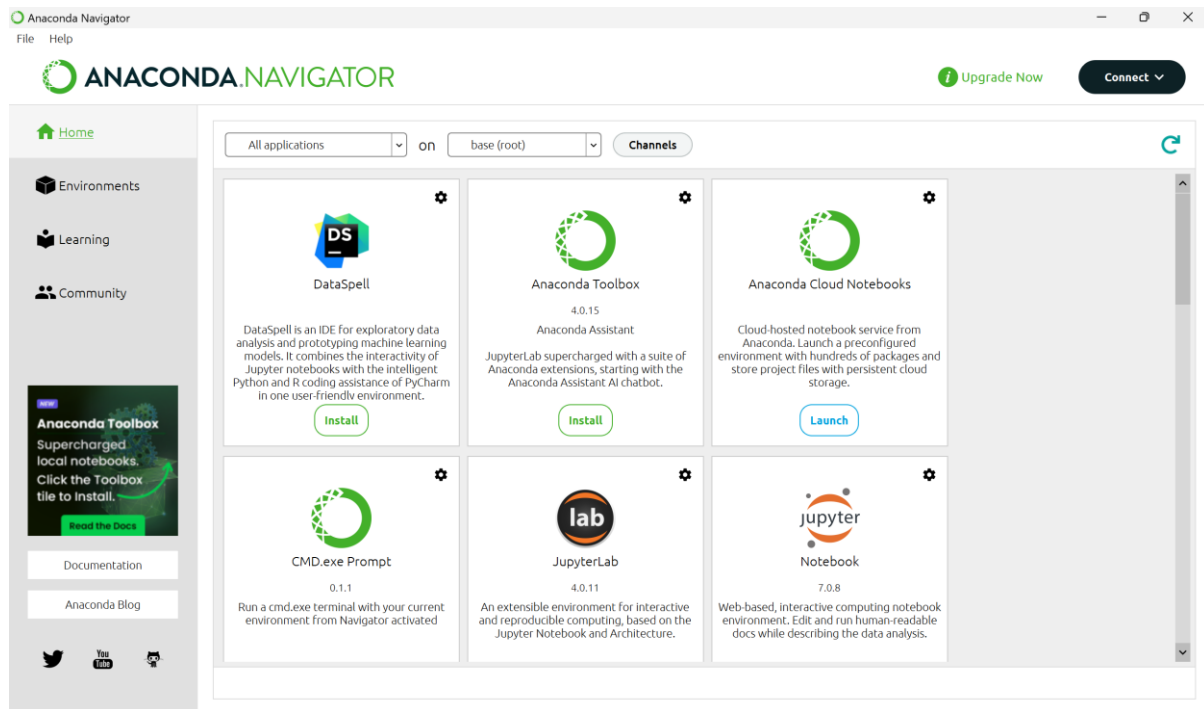 Anaconda Navigator
File Help
ANACONDA.NAVIGATOR
i Upgrade Now
Connect
Home
Environments
Learning
Community
NEW
Anaconda Toolbox
Supercharged
local notebooks.
Click the Toolbox
tile to Install.
Read the Docs
Documentation
Anaconda Blog
You
Tube
All applications on base (root) Channels
DS
DataSpell
DataSpell is an IDE for exploratory data
analysis and prototyping machine learning
models. It combines the interactivity of
Jupyter notebooks with the intelligent
Python and R coding assistance of PyCharm
in one user-friendly environment.
Install
Anaconda Toolbox
4.0.15
Anaconda Assistant
JupyterLab supercharged with a suite of
Anaconda extensions, starting with the
Anaconda Assistant AI chatbot.
Install
Anaconda Cloud Notebooks
Cloud-hosted notebook service from
Anaconda. Launch a preconfigured
environment with hundreds of packages and
store project files with persistent cloud
storage.
Launch
CMD.exe Prompt
0.1.1
Run a cmd.exe terminal with your current
environment from Navigator activated
lab
JupyterLab
4.0.11
An extensible environment for interactive
and reproducible computing, based on the
Jupyter Notebook and Architecture.
jupyter
Notebook
7.0.8
Web-based, interactive computing notebook
environment. Edit and run human-readable
docs while describing the data analysis.